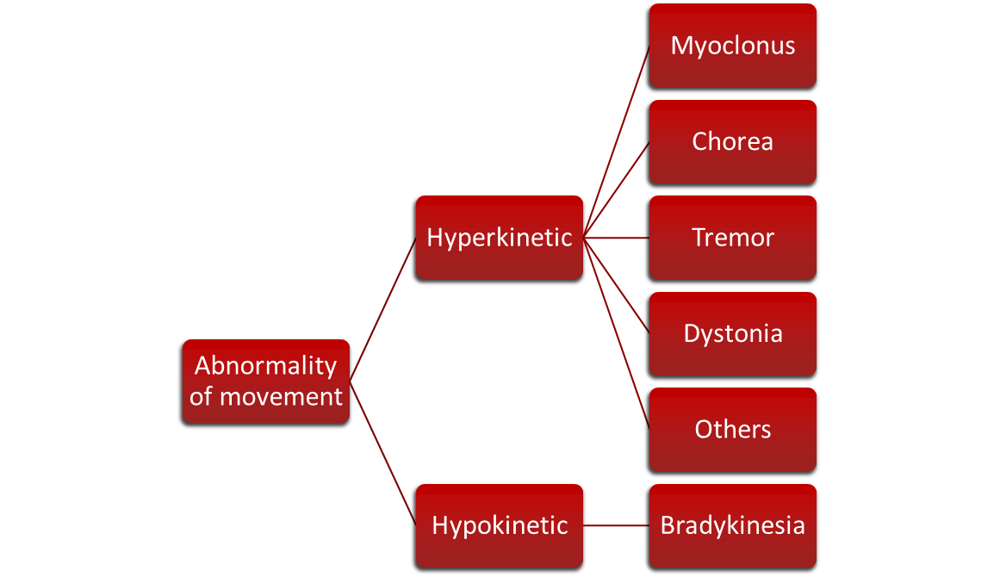 Myoclonus
Chorea
Hyperkinetic
Tremor
Dystonia
Abnormality
of movement
Others
Hypokinetic
Bradykinesia